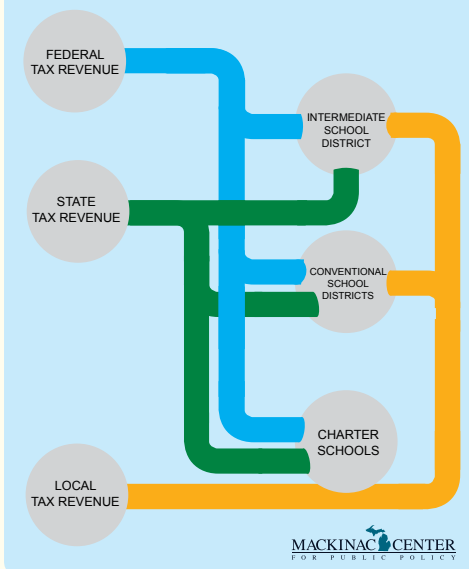 FEDERAL
TAX REVENUE
INTERMEDIATE
SCHOOL
DISTRICT
STATE
TAX REVENUE
CONVENTIONAL
SCHOOL
DISTRICTS
CHARTER
SCHOOLS
LOCAL
TAX REVENUE
MACKINAC CENTER
FOR PUBLIC POLICY